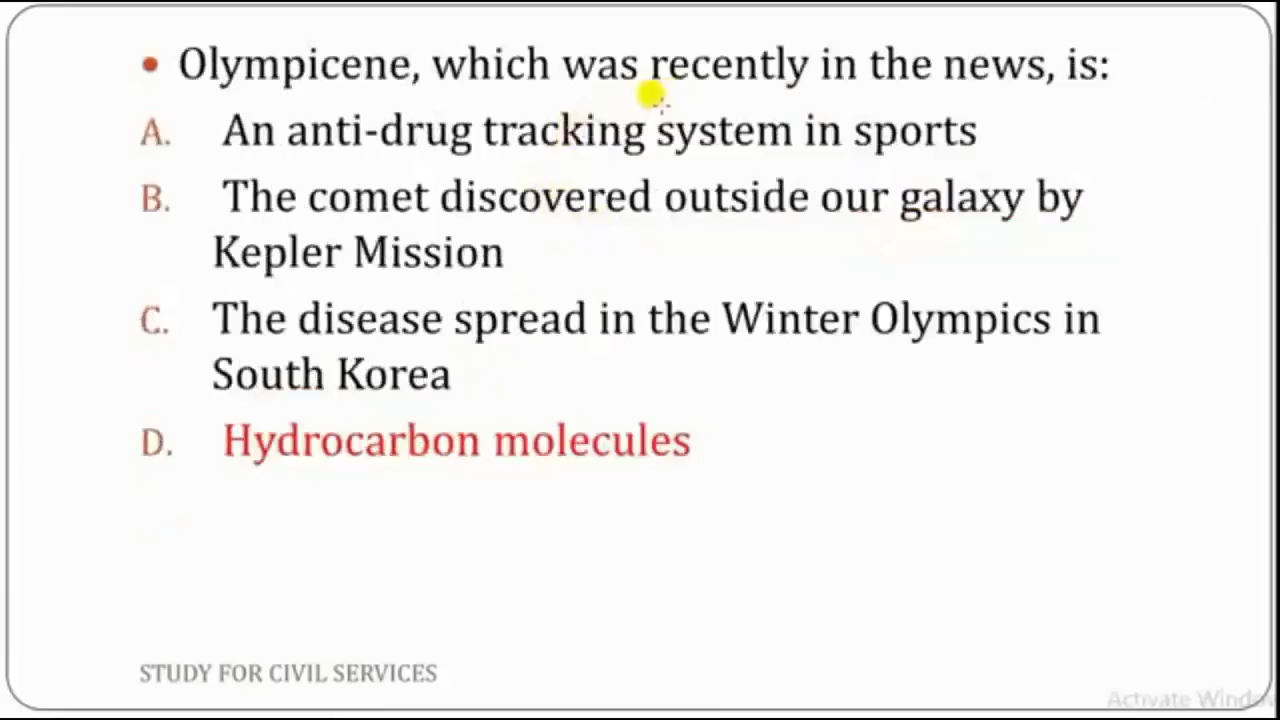 • Olympicene, which was recently in the news, is:
A. An anti-drug tracking system in sports
B. The comet discovered outside our galaxy by
Kepler Mission
C. The disease spread in the Winter Olympics in
South Korea
D. Hydrocarbon molecules
STUDY FOR CIVIL SERVICES
Activate Window